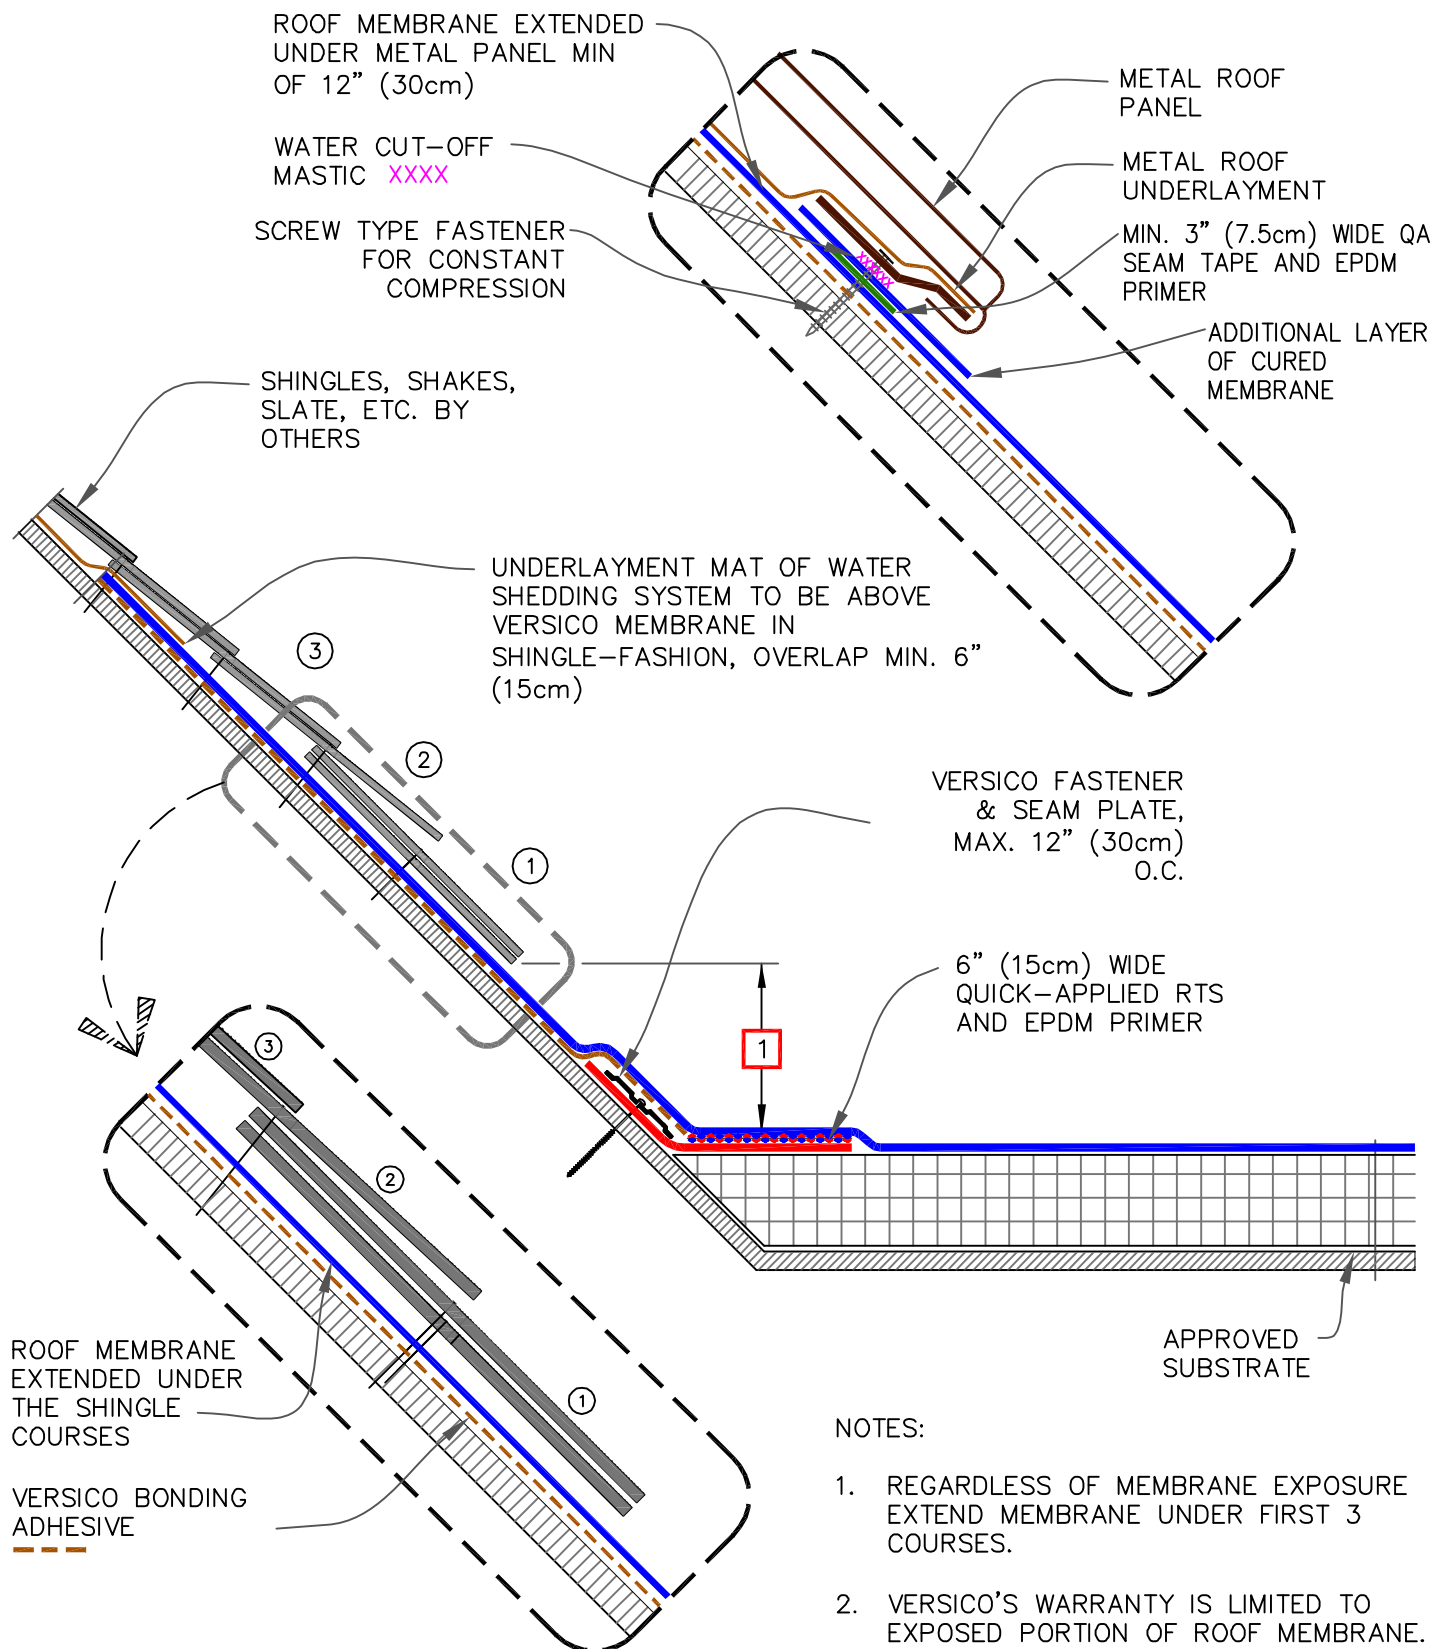 ROOF MEMBRANE EXTENDED
UNDER METAL PANEL MIN
OF 12” (30cm)
WATER CUT-OFF
MASTIC XXXX
SCREW TYPE FASTENER
FOR CONSTANT
COMPRESSION
METAL ROOF
PANEL
METAL ROOF
UNDERLAYMENT
MIN. 3” (7.5cm) WIDE QA
SEAM TAPE AND EPDM
PRIMER
ADDITIONAL LAYER
OF CURED
MEMBRANE
XXXX
XXXX
SHINGLES, SHAKES,
SLATE, ETC. BY
OTHERS
UNDERLAYMENT MAT OF WATER
SHEDDING SYSTEM TO BE ABOVE
VERSICO MEMBRANE IN
SHINGLE-FASHION, OVERLAP MIN. 6”
(15cm)
3
2
1
VERSICO FASTENER
& SEAM PLATE,
MAX. 12” (30cm)
O.C.
6” (15cm) WIDE
QUICK-APPLIED RTS
AND EPDM PRIMER
1
3
2
1
ROOF MEMBRANE
EXTENDED UNDER
THE SHINGLE
COURSES
VERSICO BONDING
ADHESIVE
APPROVED
SUBSTRATE
NOTES:
1. REGARDLESS OF MEMBRANE EXPOSURE
EXTEND MEMBRANE UNDER FIRST 3
COURSES.
2. VERSICO'S WARRANTY IS LIMITED TO
EXPOSED PORTION OF ROOF MEMBRANE.